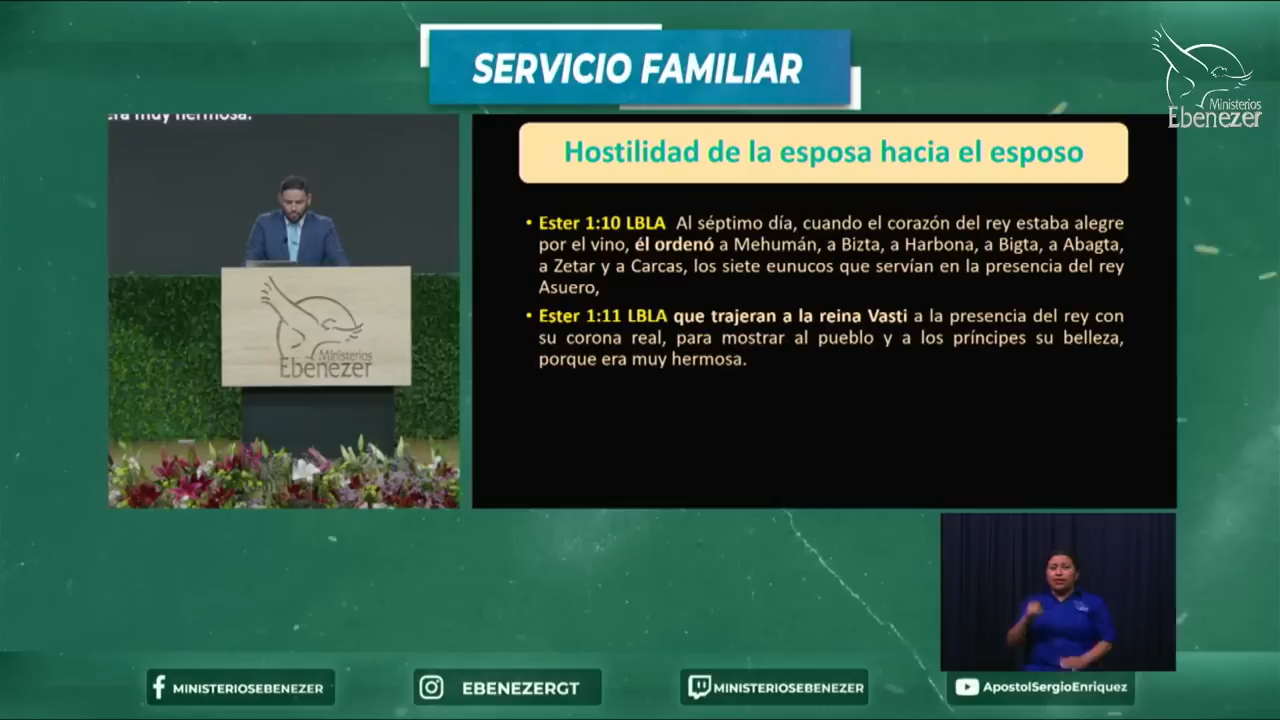 SERVICIO FAMILIAR
Ministerios
Ebenezer
era muy hermosa.
Hostilidad de la esposa hacia el esposo
• Ester 1:10 LBLA Al séptimo día, cuando el corazón del rey estaba alegre
por el vino, él ordenó a Mehumán, a Bizta, a Harbona, a Bigta, a Abagta,
a Zetar y a Carcas, los siete eunucos que servían en la presencia del rey
Asuero,
• Ester 1:11 LBLA que trajeran a la reina Vasti a la presencia del rey con
su corona real, para mostrar al pueblo y a los príncipes su belleza,
porque era muy hermosa.
Ministerios
Ebenezer
MINISTERIOSEBENEZER
EBENEZERGT
MINISTERIOSEBENEZER
ApostolSergioEnriquez